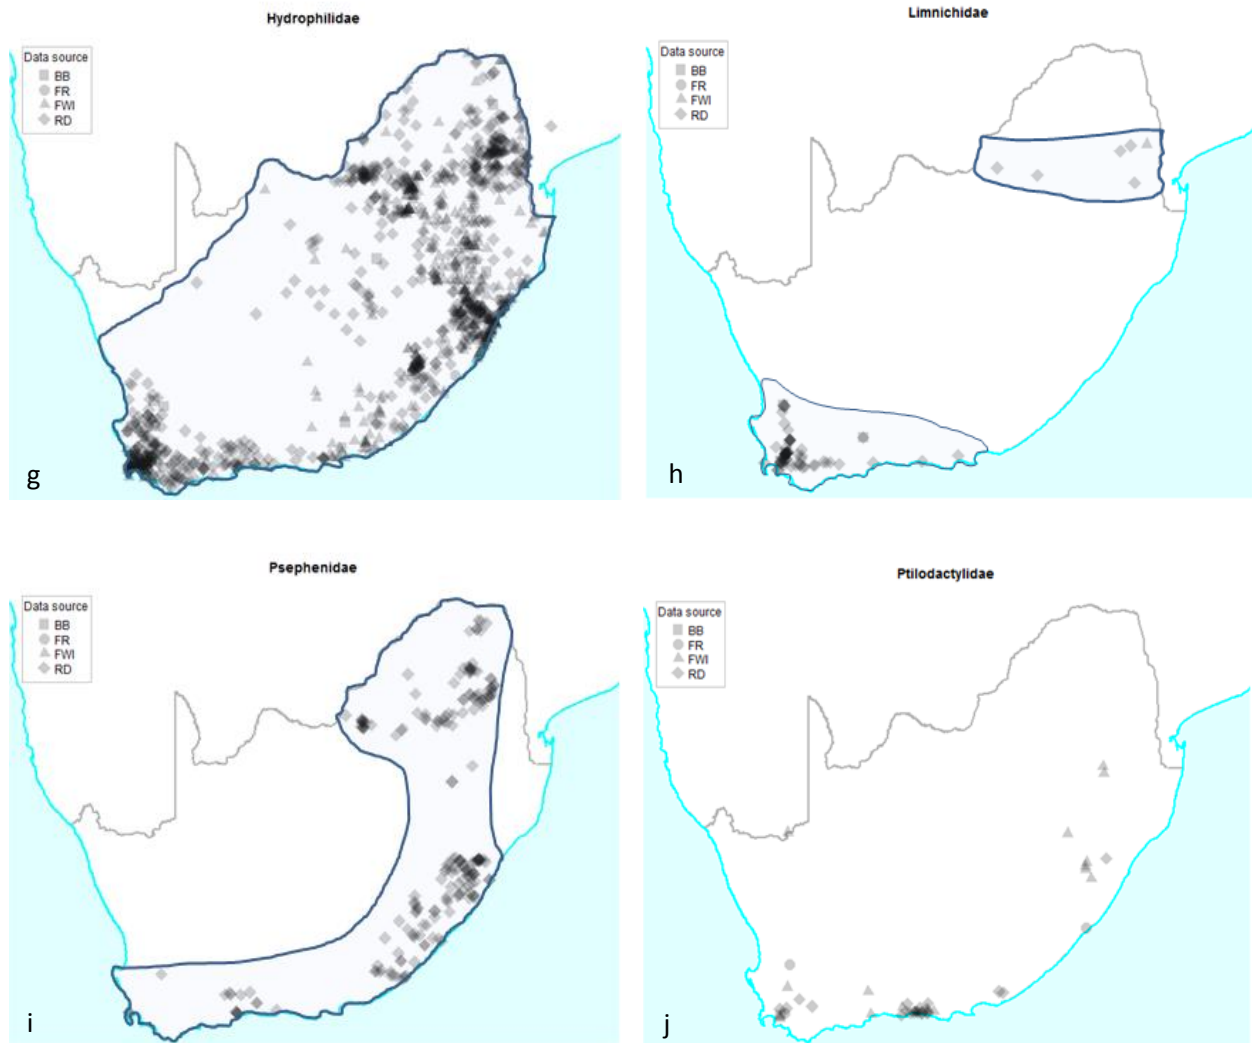 Hydrophilidae
Data source
BB
FR
FWI
RD
g
Limnichidae
Data source
BB
FR
FWI
RD
h
Psephenidae
Data source
BB
FR
FWI
RD
i
Ptilodactylidae
Data source
BB
FR
FWI
RD
j